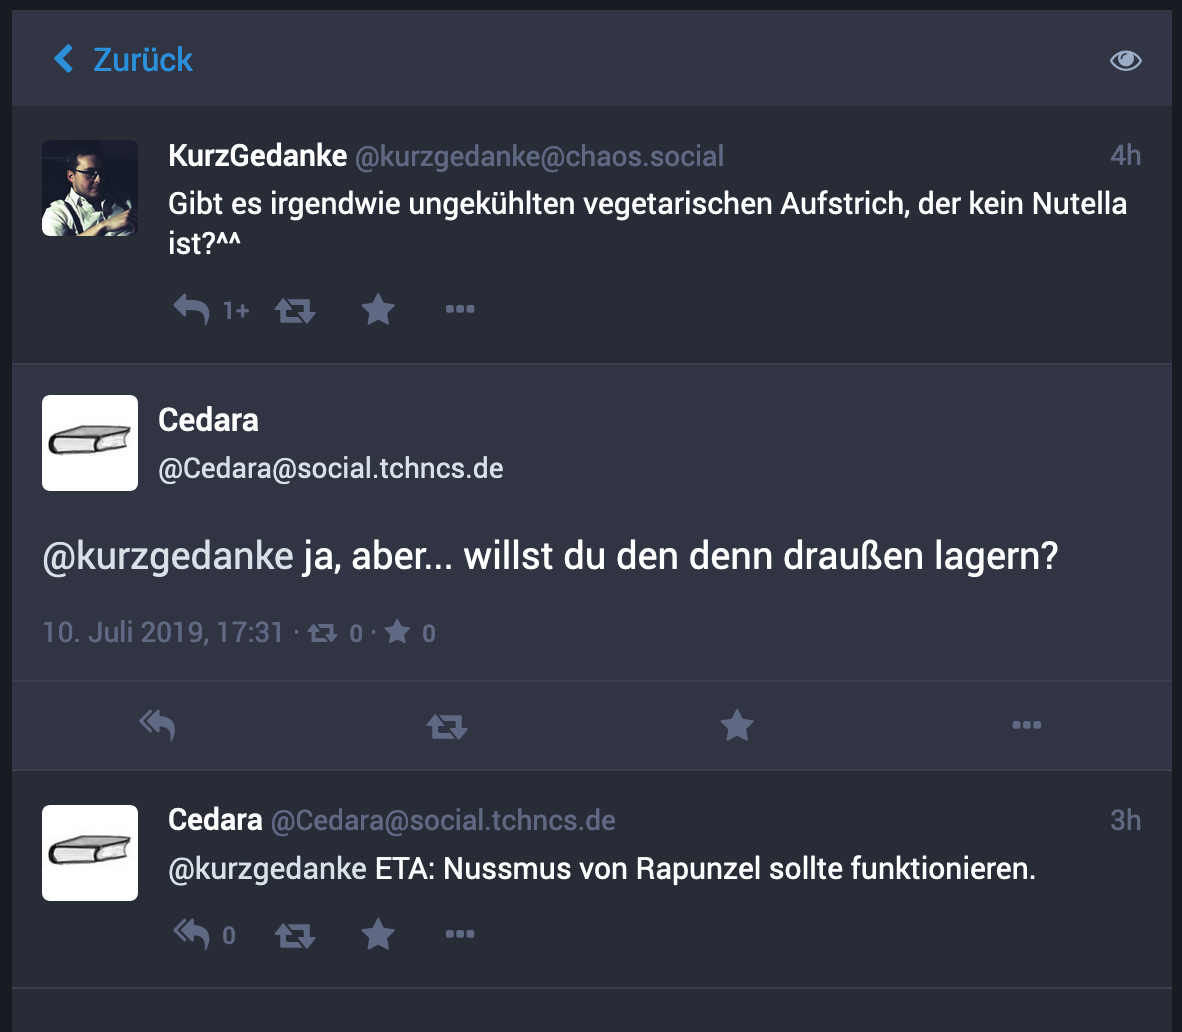 Zurück
KurzGedanke @kurzgedanke@chaos.social 4h
Gibt es irgendwie ungekühlten vegetarischen Aufstrich, der kein Nutella
ist?^^
1+
Cedara
@Cedara@social.tchncs.de
@kurzgedanke ja, aber... willst du den denn draußen lagern?
10. Juli 2019, 17:31 · 0 · 0
Cedara @Cedara@social.tchncs.de 3h
@kurzgedanke ETA: Nussmus von Rapunzel sollte funktionieren.
0